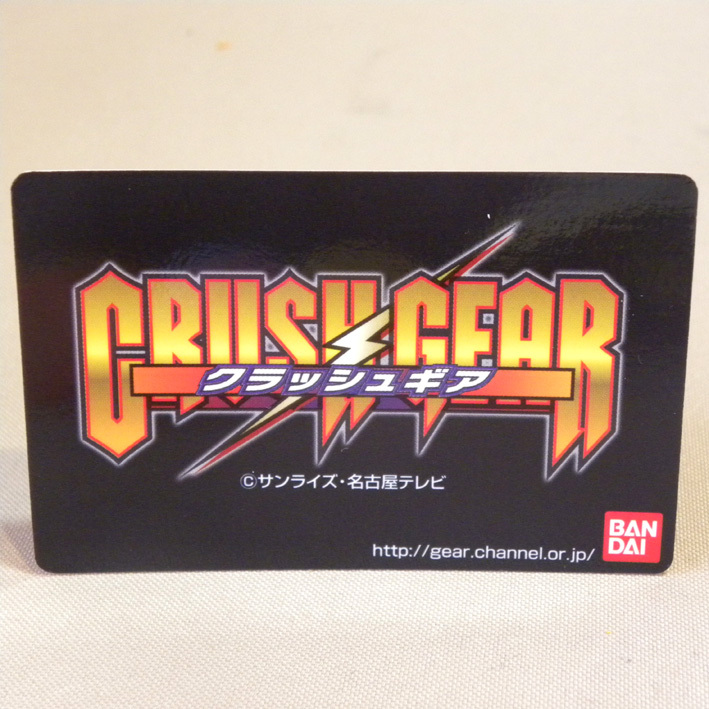 CRUSH GEAR
クラッシュギア
©サンライズ・名古屋テレビ
http://gear.channel.or.jp/
BAN
DAI